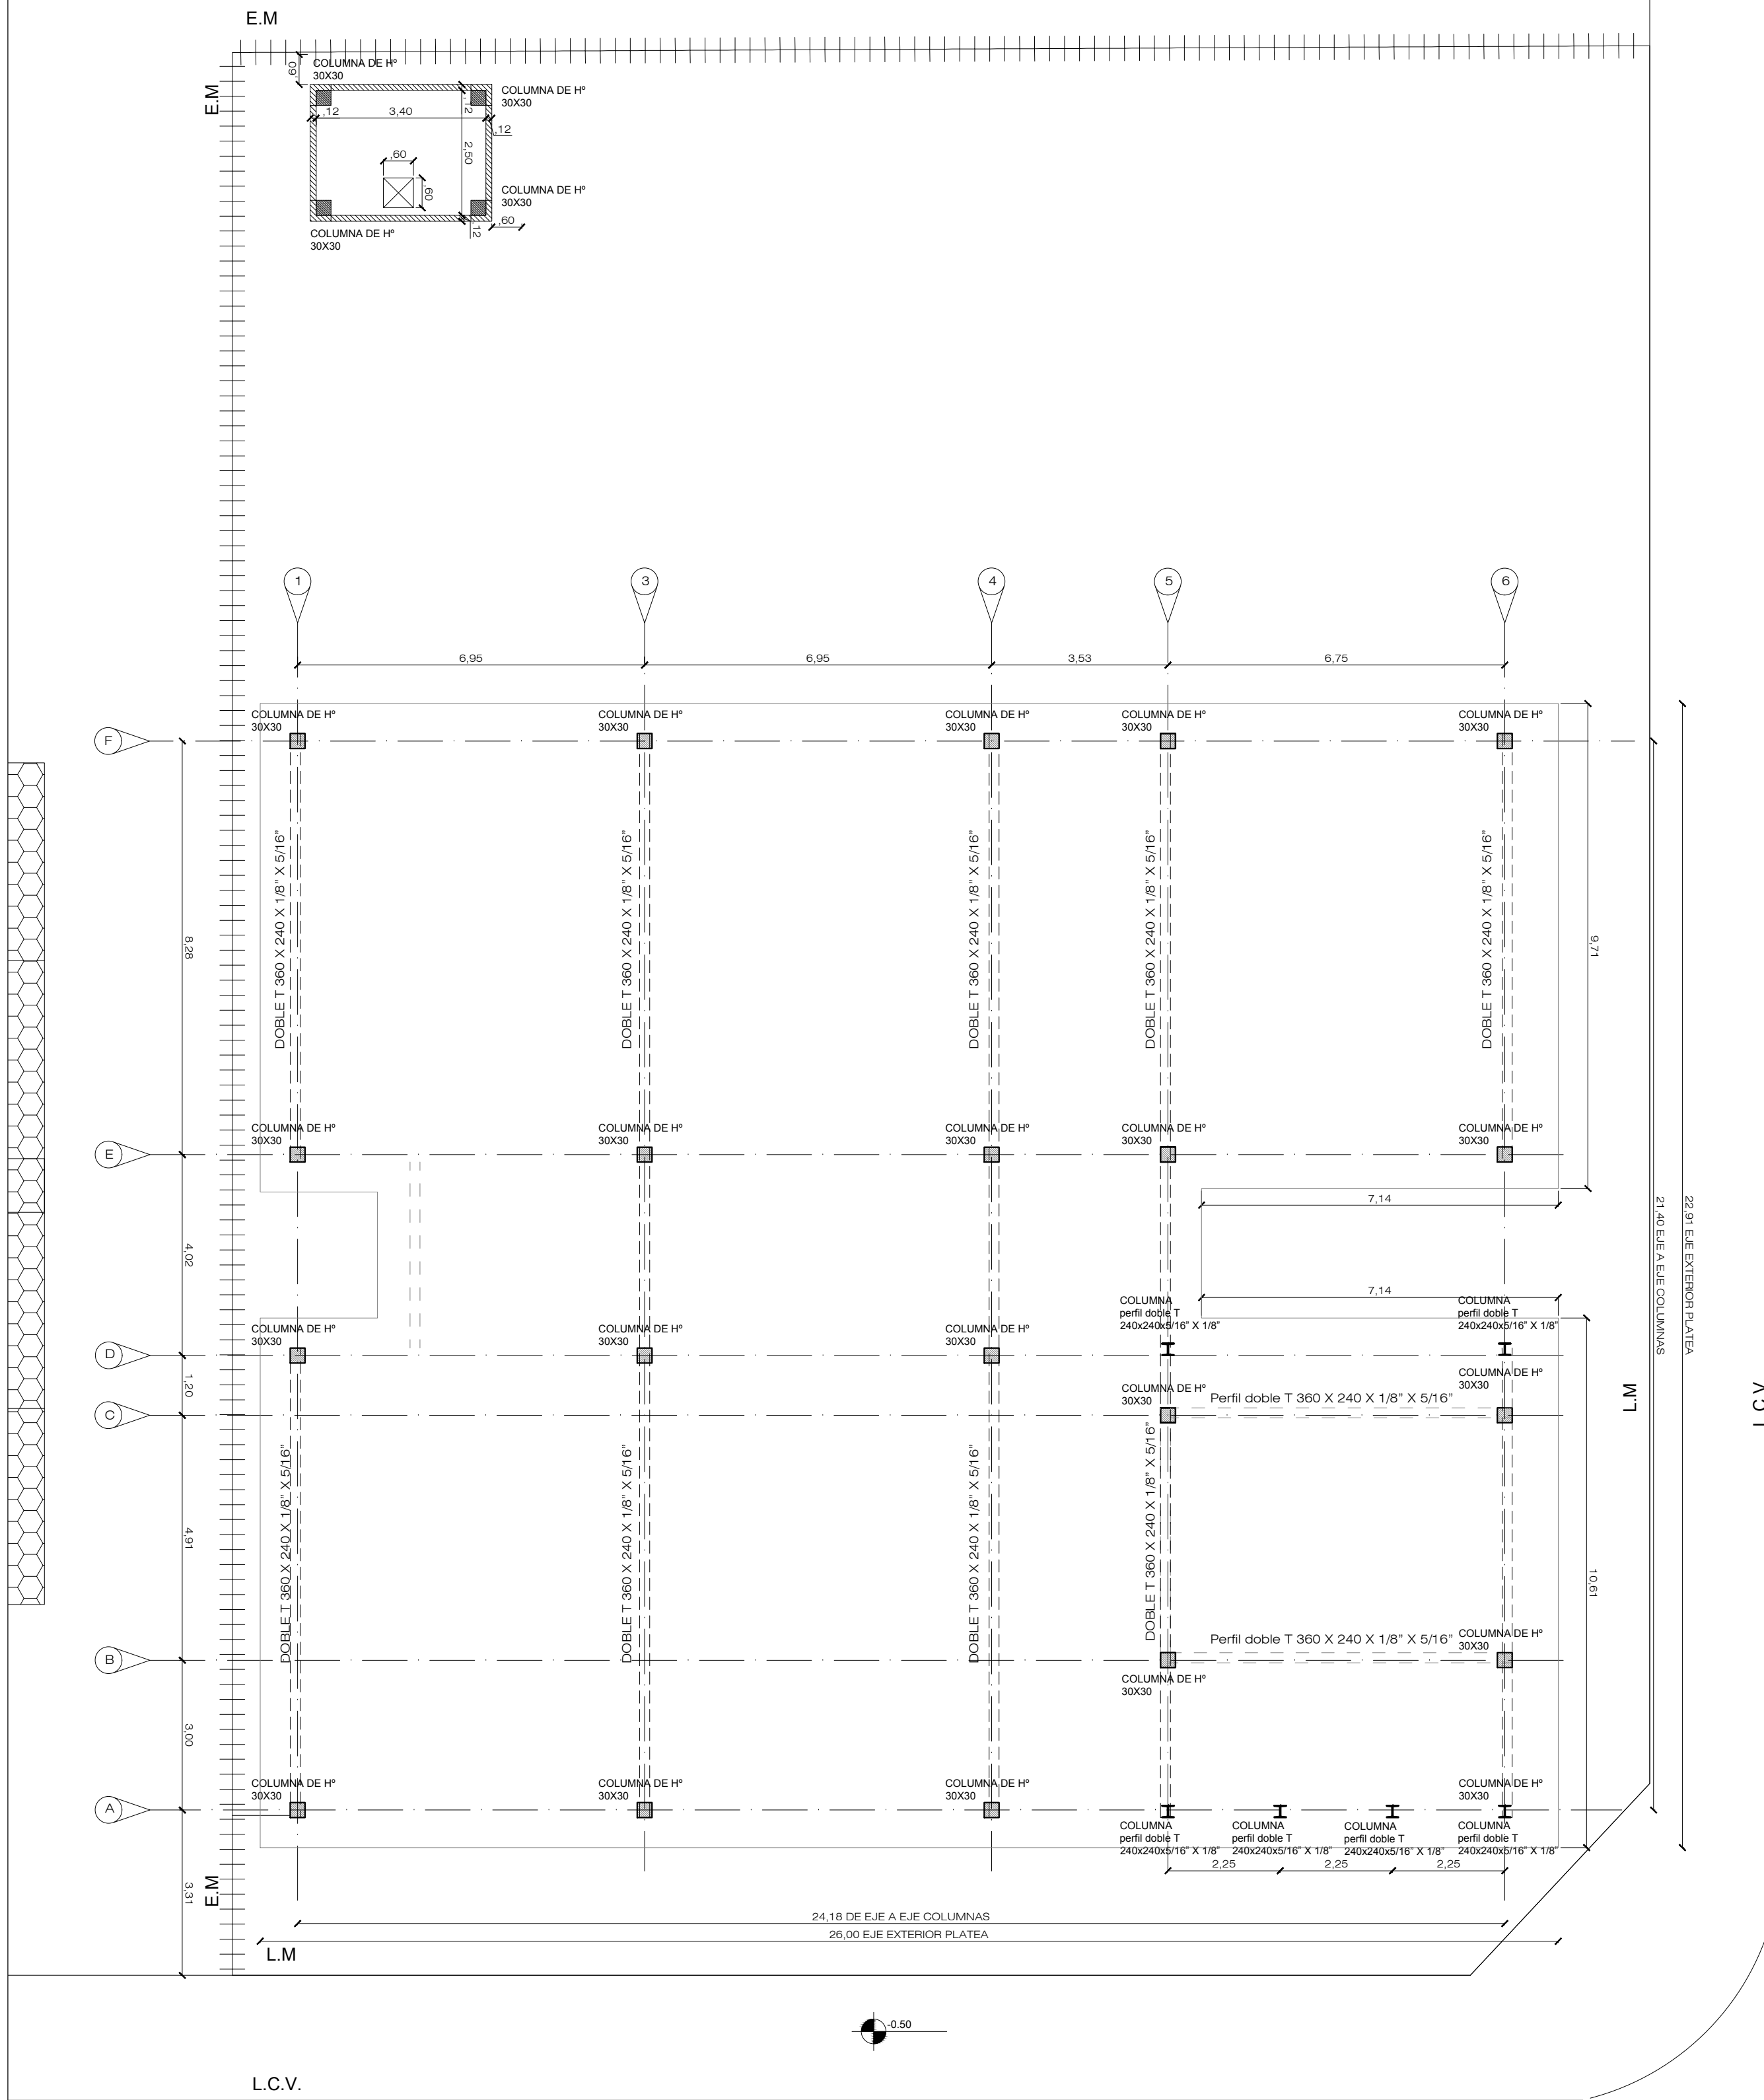 E.M
E.M
,60
COLUMNA DE Hº
30X30
COLUMNA DE Hº
30X30
,12
3,40
,12
,12
2,50
,60
,60
COLUMNA DE Hº
30X30
COLUMNA DE Hº
30X30
,12
,60
1
3
4
5
6
6,95
6,95
3,53
6,75
F
COLUMNA DE Hº
30X30
COLUMNA DE Hº
30X30
COLUMNA DE Hº
30X30
COLUMNA DE Hº
30X30
COLUMNA DE Hº
30X30
DOBLE T 360 X 240 X 1/8" X 5/16"
DOBLE T 360 X 240 X 1/8" X 5/16"
DOBLE T 360 X 240 X 1/8" X 5/16"
DOBLE T 360 X 240 X 1/8" X 5/16"
DOBLE T 360 X 240 X 1/8" X 5/16"
8,28
9,71
E
COLUMNA DE Hº
30X30
COLUMNA DE Hº
30X30
COLUMNA DE Hº
30X30
COLUMNA DE Hº
30X30
COLUMNA DE Hº
30X30
7,14
21,40 EJE A EJE COLUMNAS
22,91 EJE EXTERIOR PLATEA
4,02
7,14
COLUMNA
perfil doble T
240x240x5/16" X 1/8"
COLUMNA
perfil doble T
240x240x5/16" X 1/8"
D
COLUMNA DE Hº
30X30
COLUMNA DE Hº
30X30
COLUMNA DE Hº
30X30
1,20
COLUMNA DE Hº
30X30
COLUMNA DE Hº
30X30
Perfil doble T 360 X 240 X 1/8" X 5/16"
L.M
C
DOBLE T 360 X 240 X 1/8" X 5/16"
DOBLE T 360 X 240 X 1/8" X 5/16"
DOBLE T 360 X 240 X 1/8" X 5/16"
DOBLE T 360 X 240 X 1/8" X 5/16"
4,91
10,61
Perfil doble T 360 X 240 X 1/8" X 5/16"
COLUMNA DE Hº
30X30
B
COLUMNA DE Hº
30X30
3,00
COLUMNA DE Hº
30X30
COLUMNA DE Hº
30X30
COLUMNA DE Hº
30X30
COLUMNA DE Hº
30X30
A
COLUMNA
perfil doble T
240x240x5/16" X 1/8"
COLUMNA
perfil doble T
240x240x5/16" X 1/8"
COLUMNA
perfil doble T
240x240x5/16" X 1/8"
COLUMNA
perfil doble T
240x240x5/16" X 1/8"
2,25
2,25
2,25
3,31
E.M
24,18 DE EJE A EJE COLUMNAS
26,00 EJE EXTERIOR PLATEA
L.M
-0.50
L.C.V.